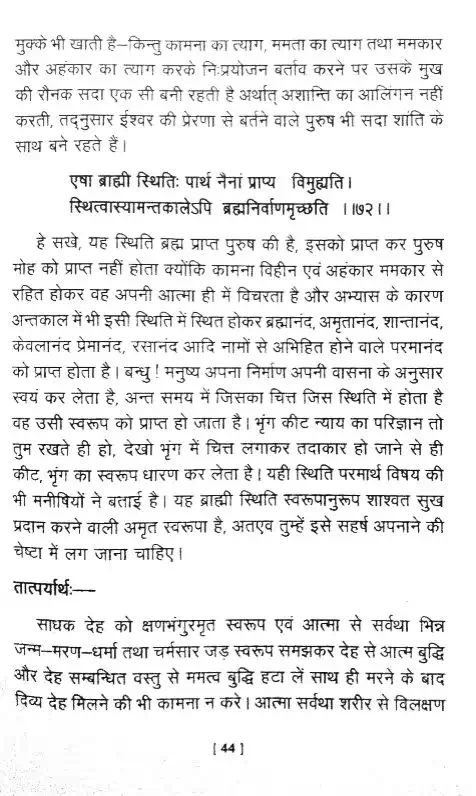 मुक्के भी खाती है–किन्तु कामना का त्याग, ममता का त्याग तथा ममकार
और अहंकार का त्याग करके निःप्रयोजन बर्ताव करने पर उसके मुख
की रौनक सदा एक सी बनी रहती है अर्थात् अशान्ति का आलिंगन नहीं
करती, तद्नुसार ईश्वर की प्रेरणा से बर्तने वाले पुरुष भी सदा शांति के
साथ बने रहते हैं।
एषा ब्राह्मी स्थितिः पार्थ नैनां प्राप्य विमुह्यति।
स्थित्वास्यामन्तकालेऽपि ब्रह्मनिर्वाणमृच्छति ।।७२।।
हे सखे, यह स्थिति ब्रह्म प्राप्त पुरुष की है, इसको प्राप्त कर पुरुष
मोह को प्राप्त नहीं होता क्योंकि कामना विहीन एवं अहंकार ममकार से
रहित होकर वह अपनी आत्मा ही में विचरता है और अभ्यास के कारण
अन्तकाल में भी इसी स्थिति में स्थित होकर ब्रह्मानंद, अमृतानंद, शान्तानंद,
केवलानंद प्रेमानंद, रसानंद आदि नामों से अभिहित होने वाले परमानंद
को प्राप्त होता है। बन्धु ! मनुष्य अपना निर्माण अपनी वासना के अनुसार
स्वयं कर लेता है, अन्त समय में जिसका चित्त जिस स्थिति में होता है
वह उसी स्वरूप को प्राप्त हो जाता है। भृंग कीट न्याय का परिज्ञान तो
तुम रखते ही हो, देखो भृंग में चित्त लगाकर तदाकार हो जाने से ही
कीट, भृंग का स्वरूप धारण कर लेता है। यही स्थिति परमार्थ विषय की
भी मनीषियों ने बताई है। यह ब्राह्मी स्थिति स्वरूपानुरूप शाश्वत सुख
प्रदान करने वाली अमृत स्वरूपा है, अतएव तुम्हें इसे सहर्ष अपनाने की
चेष्टा में लग जाना चाहिए।
तात्पर्यार्थः––
साधक देह को क्षणभंगुरमृत स्वरूप एवं आत्मा से सर्वथा भिन्न
जन्म–मरण–धर्मा तथा चर्मसार जड़ स्वरूप समझकर देह से आत्म बुद्धि
और देह सम्बन्धित वस्तु से ममत्व बुद्धि हटा लें साथ ही मरने के बाद
दिव्य देह मिलने की भी कामना न करे। आत्मा सर्वथा शरीर से विलक्षण
[ 44 ]